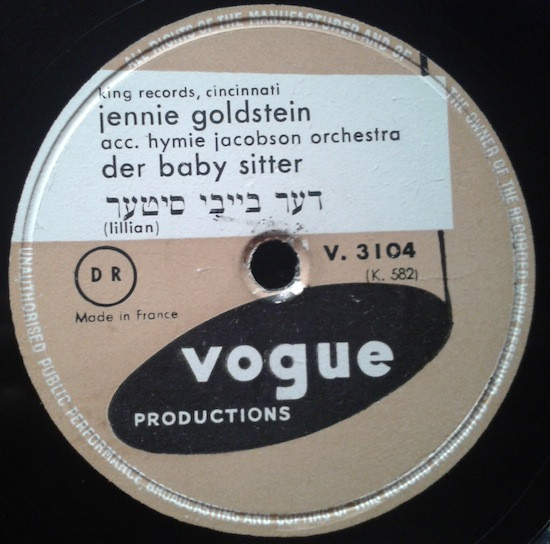 king records, cincinnati
jennie goldstein
acc. hymie jacobson orchestra
der baby sitter
דער בייבי סיטער
(lillian)
D R
V. 3104
(K. 582)
Made in France
vogue
PRODUCTIONS
ALL RIGHTS OF THE MANUFACTURER AND OF THE OWNER OF THE RECORDED WORK RESERVED
UNAUTHORISED PUBLIC PERFORMANCE, BROADCASTING AND COPYING OF THE RECORD PROHIBITED